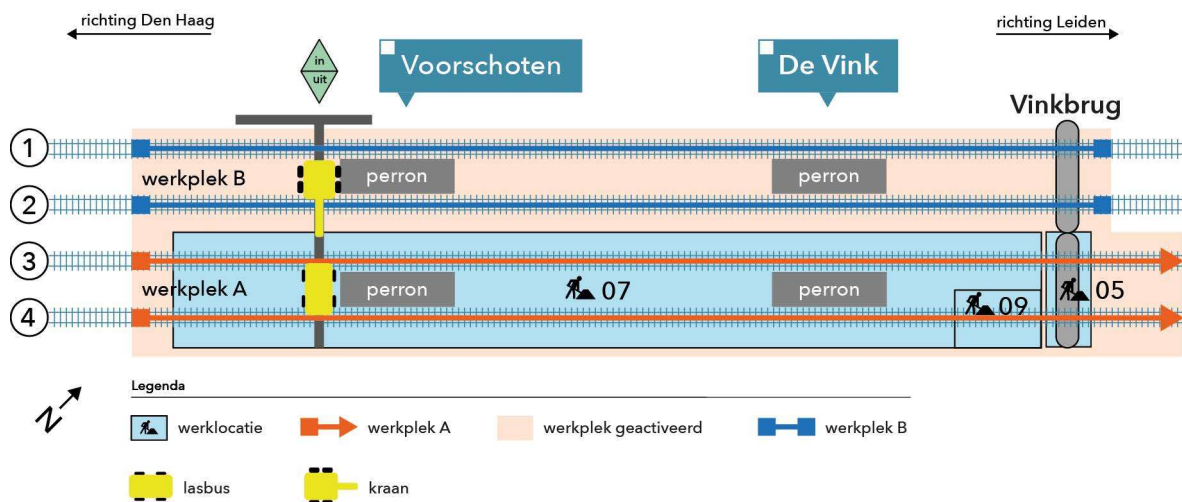 richting Den Haag
richting Leiden
in
uit
Voorschoten
De Vink
Vinkbrug
1
werkplek B
perron
perron
2
3
werkplek A
perron
07
perron
09
05
4
N
Legenda
werklocatie
werkplek A
werkplek geactiveerd
werkplek B
lasbus
kraan